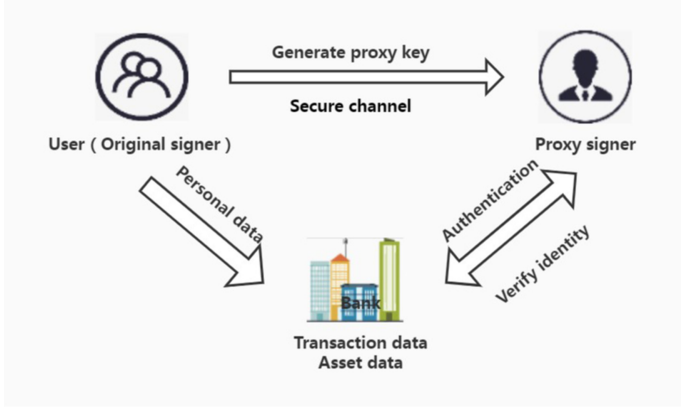 Generate proxy key
Secure channel
User ( Original signer )
Proxy signer
Personal data
Authentication
Verify identity
Bank
Transaction data
Asset data